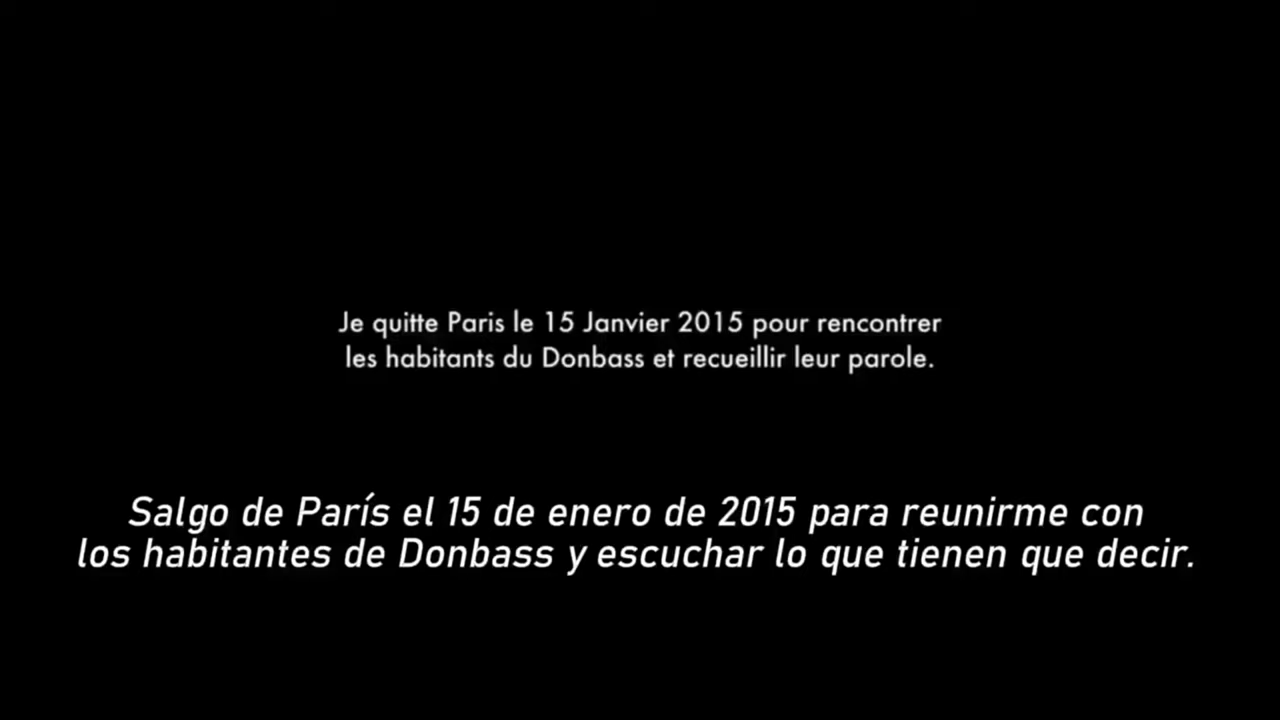 Je quitte Paris le 15 Janvier 2015 pour rencontrer
les habitants du Donbass et recueillir leur parole.
Salgo de París el 15 de enero de 2015 para reunirme con
los habitantes de Donbass y escuchar lo que tienen que decir.